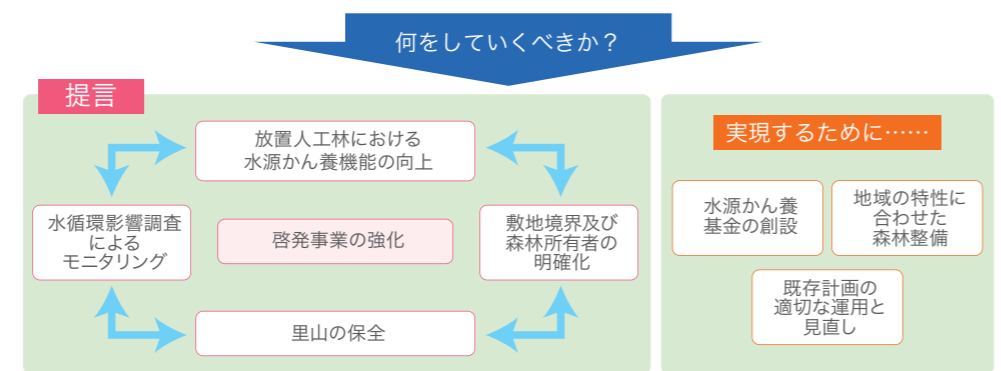 何をしていくべきか？
提言
放置人工林における
水源かん養機能の向上
水循環影響調査
による
モニタリング
啓発事業の強化
敷地境界及び
森林所有者の
明確化
里山の保全
実現するために……
水源かん養
基金の創設
地域の特性に
合わせた
森林整備
既存計画の
適切な運用と
見直し